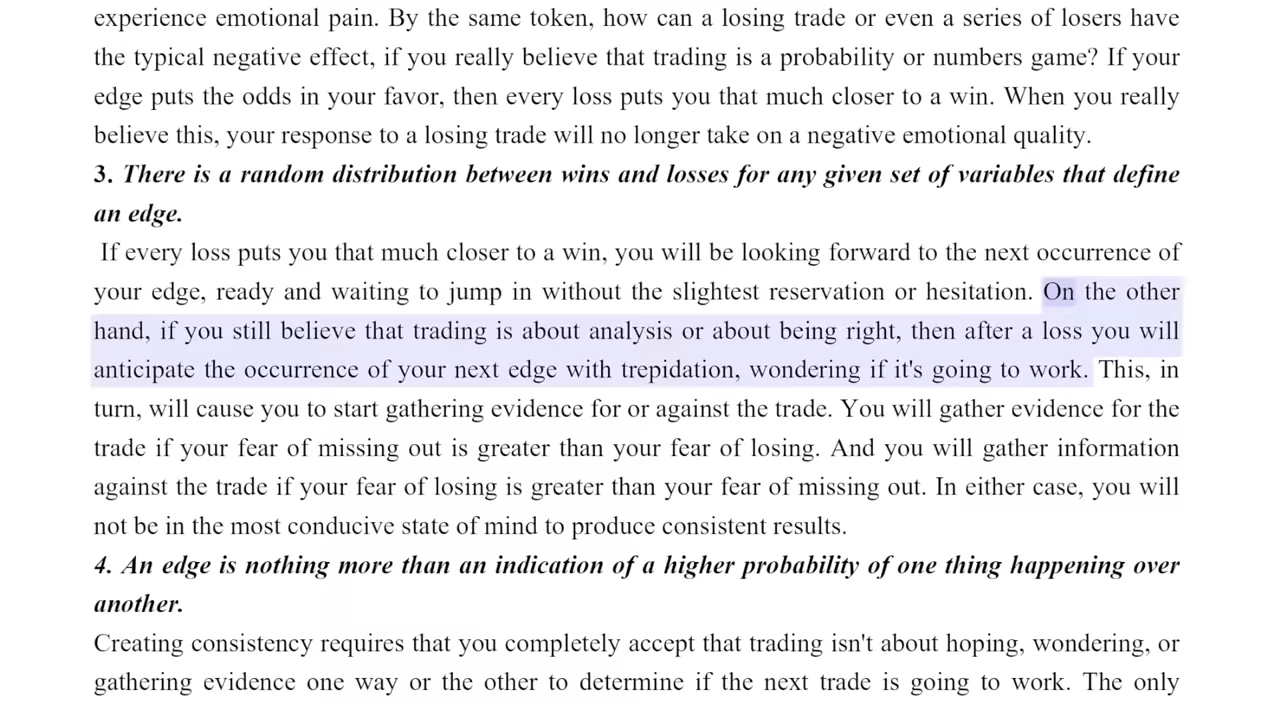 experience emotional pain. By the same token, how can a losing trade or even a series of losers have
the typical negative effect, if you really believe that trading is a probability or numbers game? If your
edge puts the odds in your favor, then every loss puts you that much closer to a win. When you really
believe this, your response to a losing trade will no longer take on a negative emotional quality.
3. There is a random distribution between wins and losses for any given set of variables that define
an edge.
If every loss puts you that much closer to a win, you will be looking forward to the next occurrence of
your edge, ready and waiting to jump in without the slightest reservation or hesitation. On the other
hand, if you still believe that trading is about analysis or about being right, then after a loss you will
anticipate the occurrence of your next edge with trepidation, wondering if it's going to work. This, in
turn, will cause you to start gathering evidence for or against the trade. You will gather evidence for the
trade if your fear of missing out is greater than your fear of losing. And you will gather information
against the trade if your fear of losing is greater than your fear of missing out. In either case, you will
not be in the most conducive state of mind to produce consistent results.
4. An edge is nothing more than an indication of a higher probability of one thing happening over
another.
Creating consistency requires that you completely accept that trading isn't about hoping, wondering, or
gathering evidence one way or the other to determine if the next trade is going to work. The only